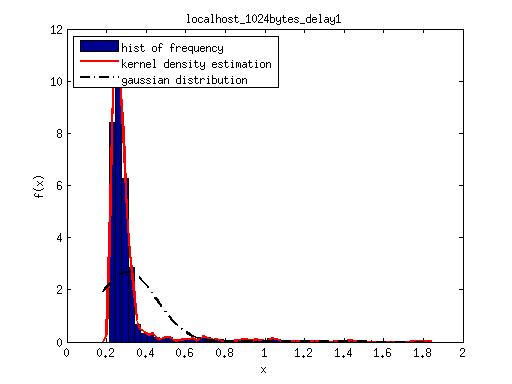 localhost_1024bytes_delay1
12
hist of frequency
kernel density estimation
gaussian distribution
10
8
f(x)
6
4
2
0
0 0.2 0.4 0.6 0.8 1 1.2 1.4 1.6 1.8 2
x